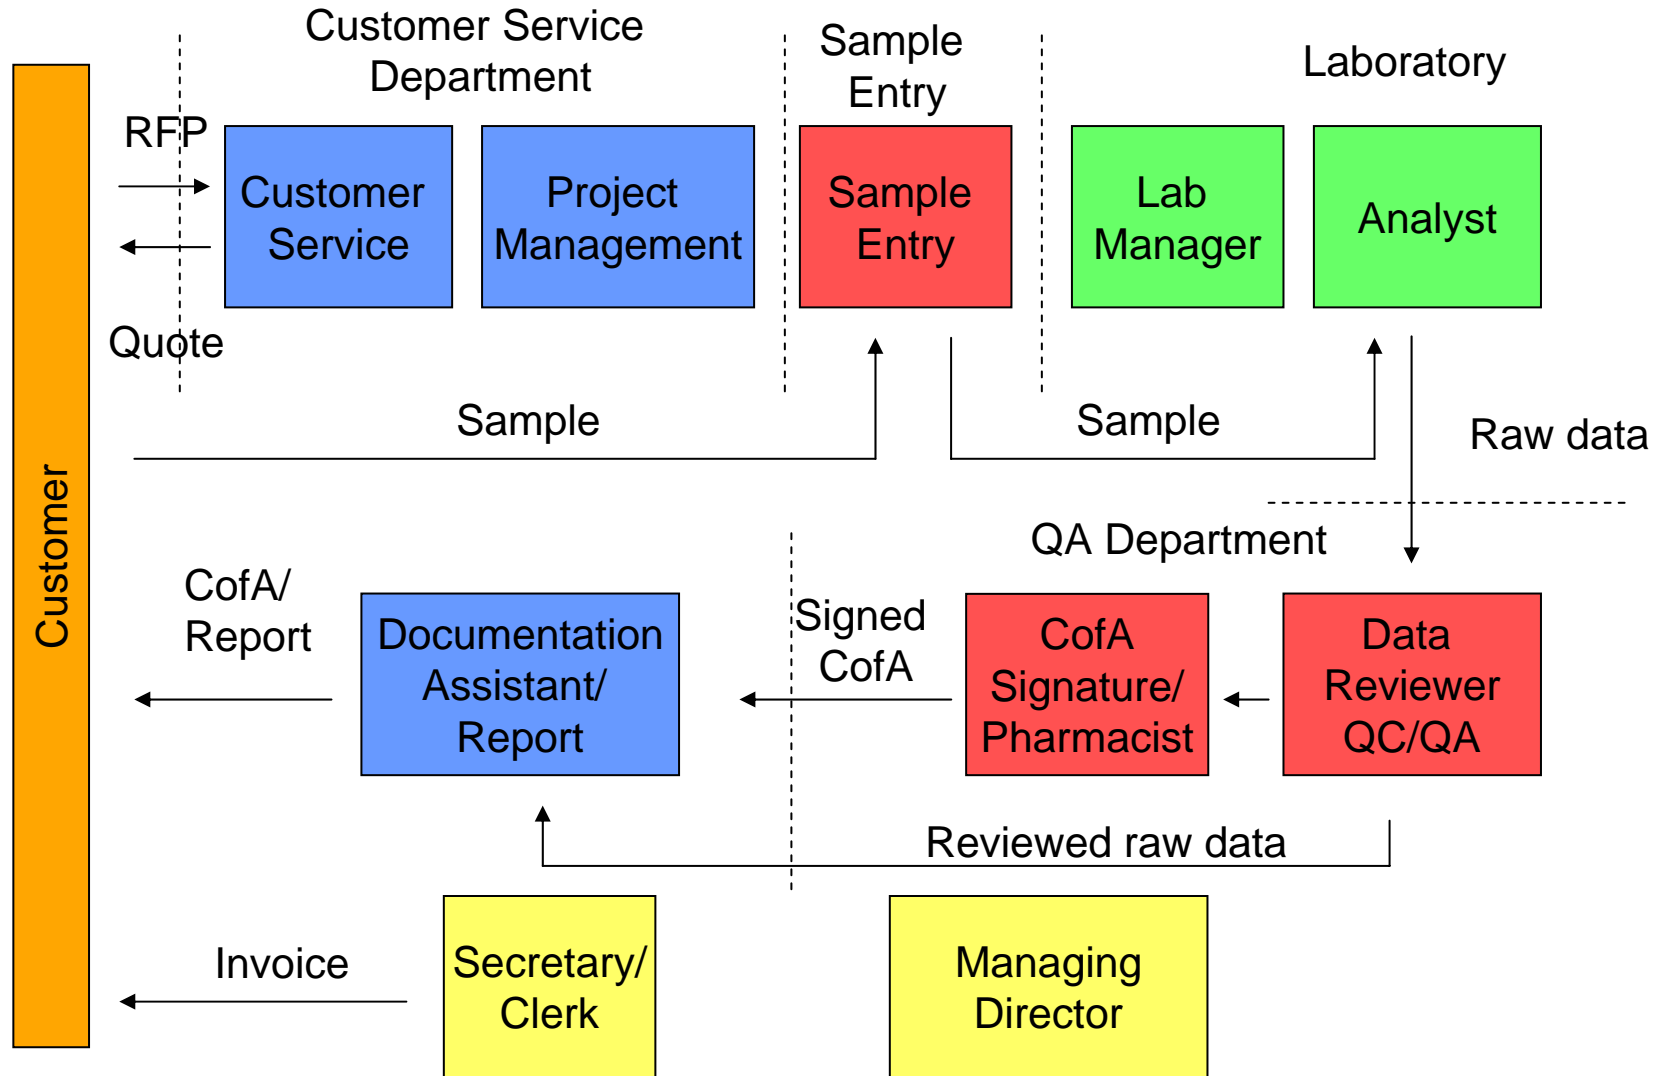 Customer Service
Department
Sample
Entry
Laboratory
RFP
Customer
Service
Project
Management
Sample
Entry
Lab
Manager
Analyst
Quote
Sample
Sample
Raw data
Customer
QA Department
CofA/
Report
Documentation
Assistant/
Report
Signed
CofA
CofA
Signature/
Pharmacist
Data
Reviewer
QC/QA
Reviewed raw data
Invoice
Secretary/
Clerk
Managing
Director